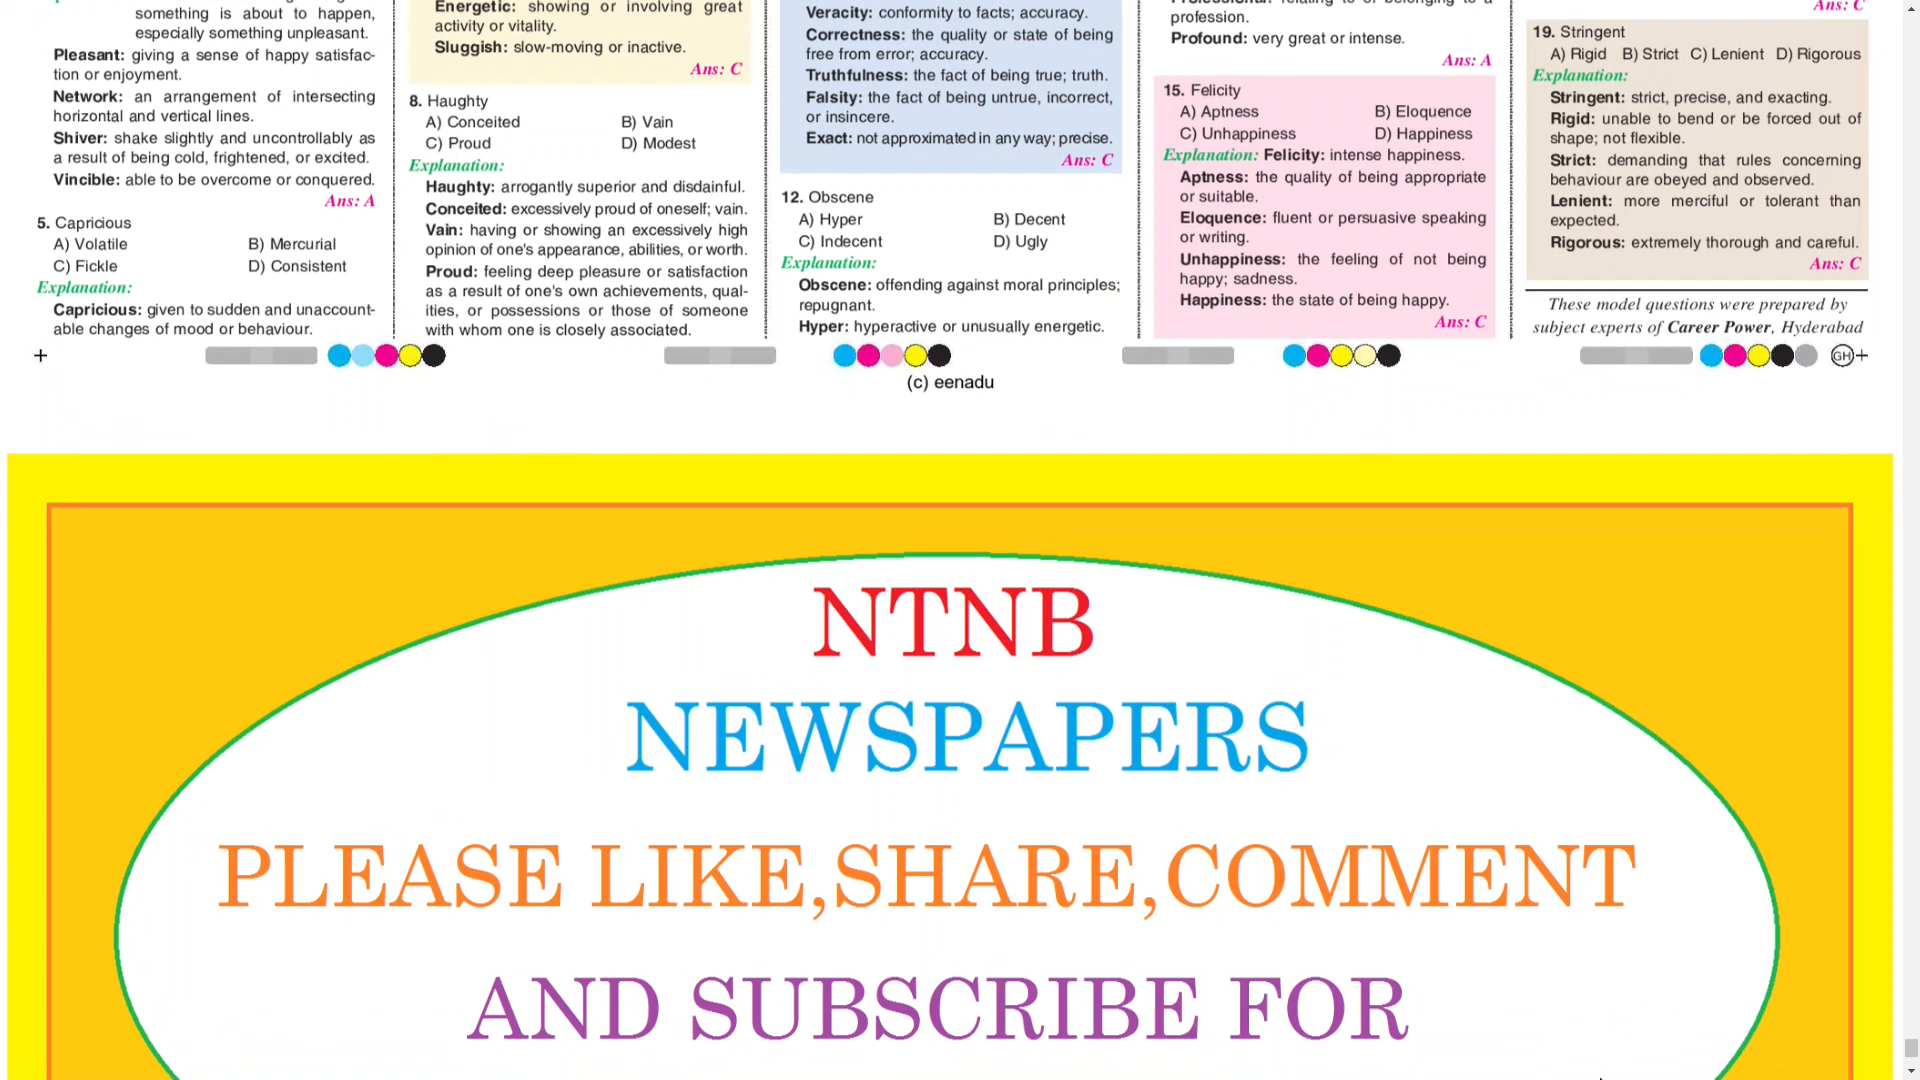 something is about to happen,
especially something unpleasant.
Pleasant: giving a sense of happy satisfac-
tion or enjoyment.
Network: an arrangement of intersecting
horizontal and vertical lines.
Shiver: shake slightly and uncontrollably as
a result of being cold, frightened, or excited.
Vincible: able to be overcome or conquered.
Ans: A
5. Capricious
A) Volatile B) Mercurial
C) Fickle D) Consistent
Explanation:
Capricious: given to sudden and unaccount-
able changes of mood or behaviour.
Energetic: showing or involving great
activity or vitality.
Sluggish: slow-moving or inactive.
Ans: C
8. Haughty
A) Conceited B) Vain
C) Proud D) Modest
Explanation:
Haughty: arrogantly superior and disdainful.
Conceited: excessively proud of oneself; vain.
Vain: having or showing an excessively high
opinion of one's appearance, abilities, or worth.
Proud: feeling deep pleasure or satisfaction
as a result of one's own achievements, qual-
ities, or possessions or those of someone
with whom one is closely associated.
Veracity: conformity to facts; accuracy.
Correctness: the quality or state of being
free from error; accuracy.
Truthfulness: the fact of being true; truth.
Falsity: the fact of being untrue, incorrect,
or insincere.
Exact: not approximated in any way; precise.
Ans: C
12. Obscene
A) Hyper B) Decent
C) Indecent D) Ugly
Explanation:
Obscene: offending against moral principles;
repugnant.
Hyper: hyperactive or unusually energetic.
Professional: relating to or belonging to a
profession.
Profound: very great or intense.
Ans: A
15. Felicity
A) Aptness B) Eloquence
C) Unhappiness D) Happiness
Explanation: Felicity: intense happiness.
Aptness: the quality of being appropriate
or suitable.
Eloquence: fluent or persuasive speaking
or writing.
Unhappiness: the feeling of not being
happy; sadness.
Happiness: the state of being happy.
Ans: C
Ans: C
19. Stringent
A) Rigid B) Strict C) Lenient D) Rigorous
Explanation:
Stringent: strict, precise, and exacting.
Rigid: unable to bend or be forced out of
shape; not flexible.
Strict: demanding that rules concerning
behaviour are obeyed and observed.
Lenient: more merciful or tolerant than
expected.
Rigorous: extremely thorough and careful.
Ans: C
These model questions were prepared by
subject experts of Career Power, Hyderabad
GH
(c) eenadu
NTNB
NEWSPAPERS
PLEASE LIKE,SHARE,COMMENT
AND SUBSCRIBE FOR